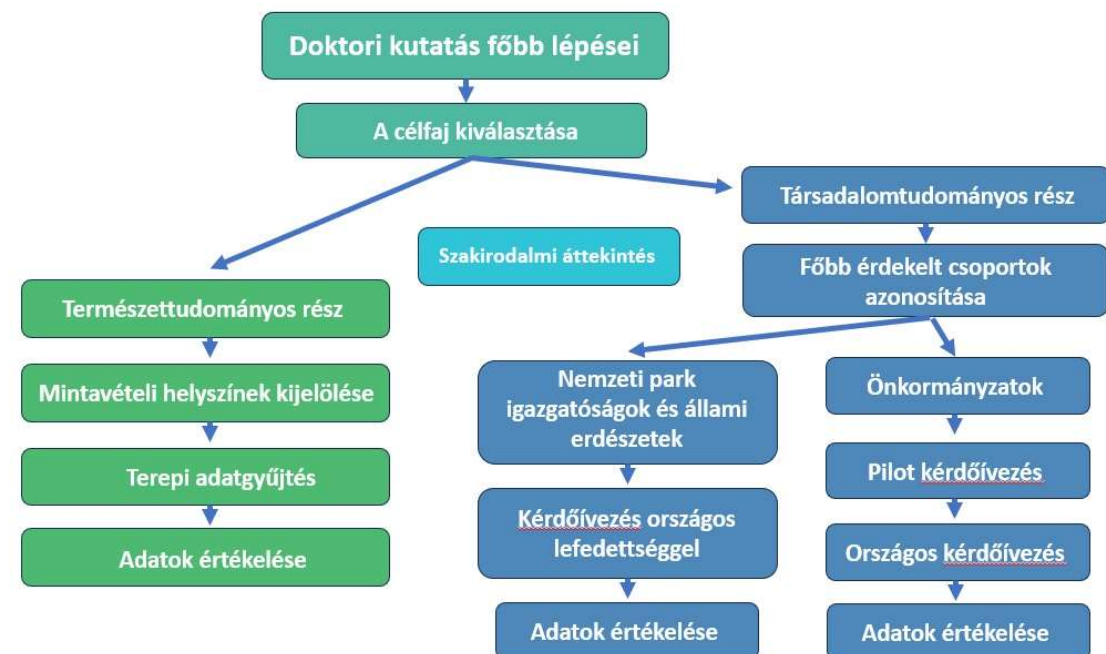 Doktori kutatás főbb lépései
A célfaj kiválasztása
Szakirodalmi áttekintés
Természettudományos rész
Mintavételi helyszínek kijelölése
Terepi adatgyűjtés
Adatok értékelése
Társadalomtudományos rész
Főbb érdekelt csoportok
azonosítása
Nemzeti park
igazgatóságok és állami
erdészetek
Kérdőívezés országos
lefedettséggel
Adatok értékelése
Önkormányzatok
Pilot kérdőívezés
Országos kérdőívezés
Adatok értékelése